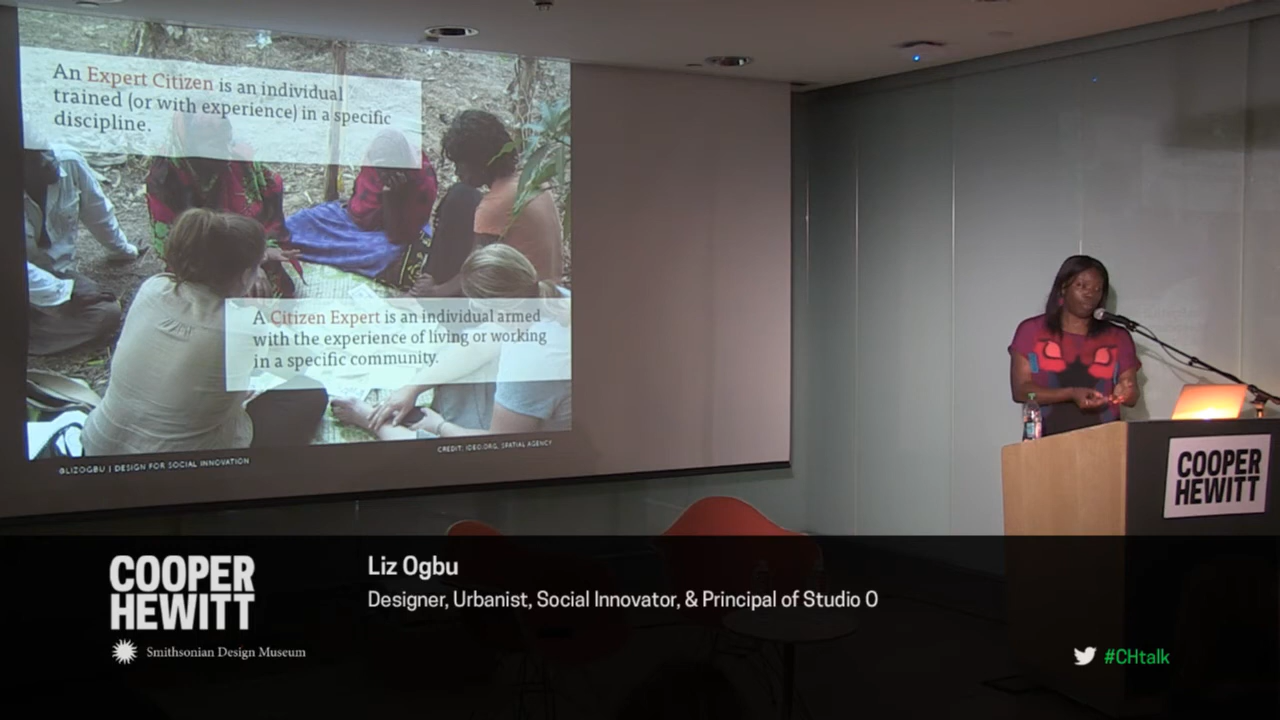 An Expert Citizen is an individual
trained (or with experience) in a specific
discipline.
A Citizen Expert is an individual armed
with the experience of living or working
in a specific community.
@LIZOGBU | DESIGN FOR SOCIAL INNOVATION
CREDIT: IDEO.ORG, SPATIAL AGENCY
COOPER
HEWITT
COOPER
HEWITT
Smithsonian Design Museum
Liz Ogbu
Designer, Urbanist, Social Innovator, & Principal of Studio O
#CHtalk